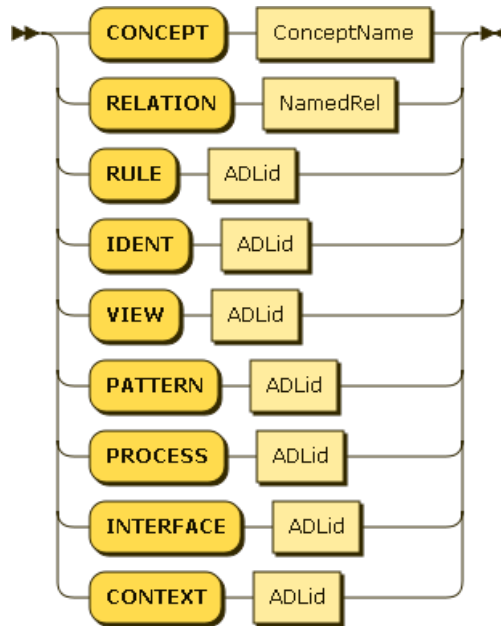 CONCEPT ConceptName
RELATION NamedRel
RULE ADLid
IDENT ADLid
VIEW ADLid
PATTERN ADLid
PROCESS ADLid
INTERFACE ADLid
CONTEXT ADLid